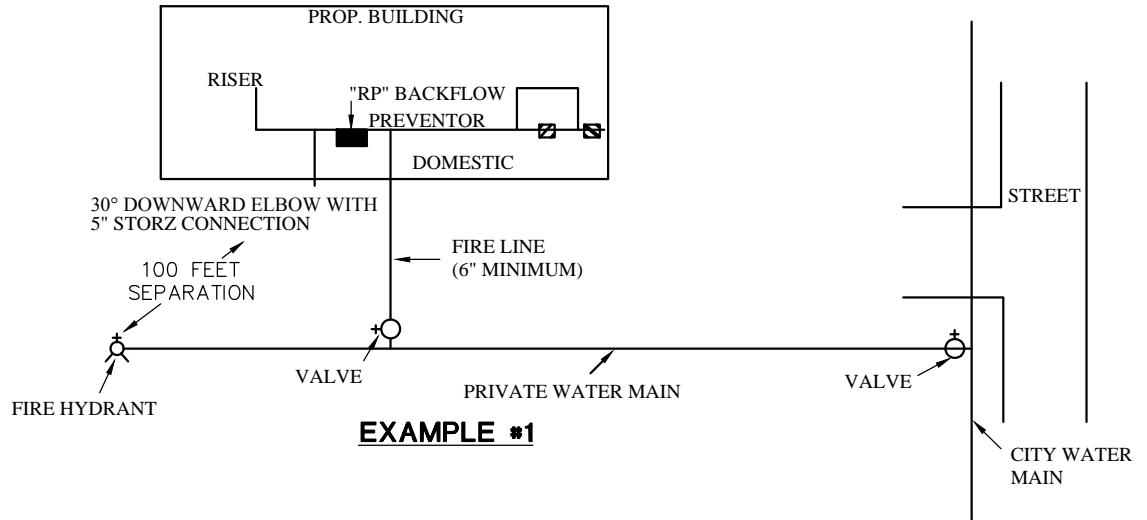 PROP. BUILDING
RISER
"RP" BACKFLOW
PREVENTOR
DOMESTIC
30° DOWNWARD ELBOW WITH
5" STORZ CONNECTION
STREET
FIRE LINE
(6" MINIMUM)
100 FEET
SEPARATION
VALVE
PRIVATE WATER MAIN
VALVE
FIRE HYDRANT
EXAMPLE #1
CITY WATER
MAIN